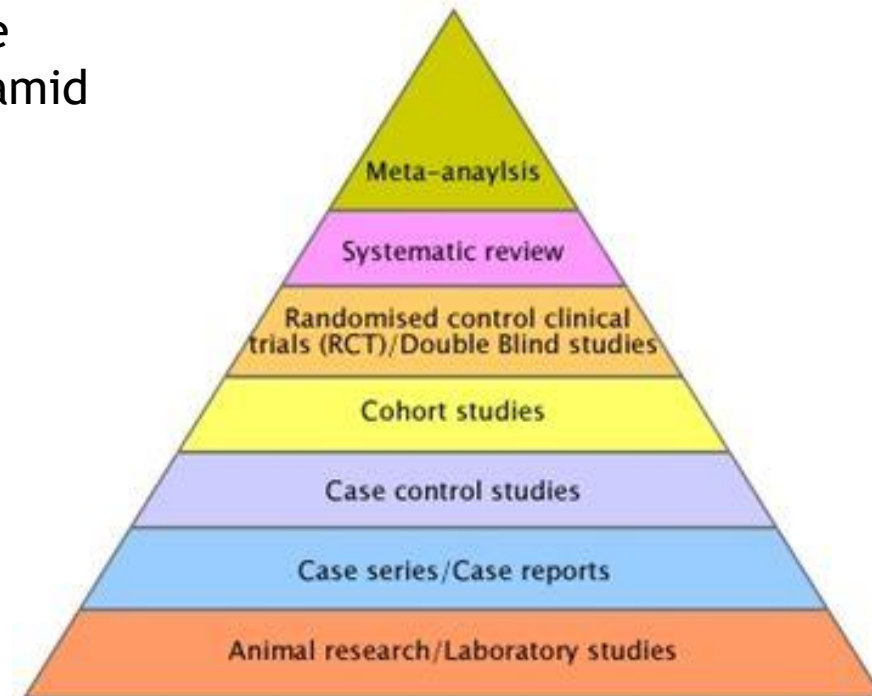 e
amid
Meta-anaylsis
Systematic review
Randomised control clinical
trials (RCT)/Double Blind studies
Cohort studies
Case control studies
Case series/Case reports
Animal research/Laboratory studies